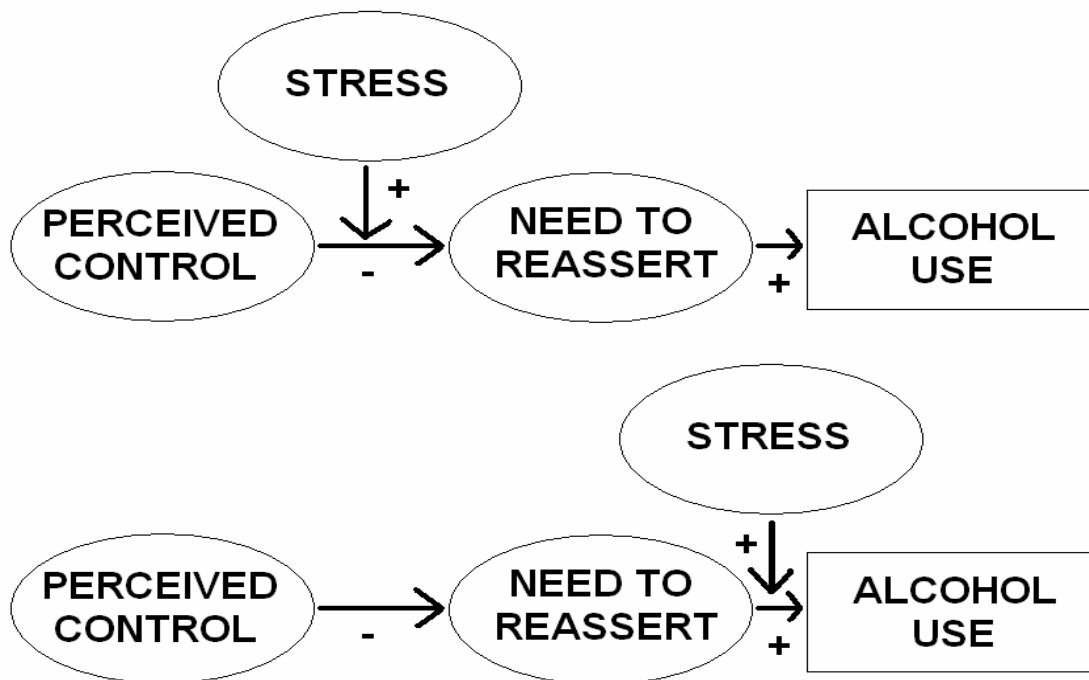 STRESS
+
PERCEIVED
CONTROL
-
NEED TO
REASSERT
+
ALCOHOL
USE
STRESS
+
PERCEIVED
CONTROL
-
NEED TO
REASSERT
+
ALCOHOL
USE